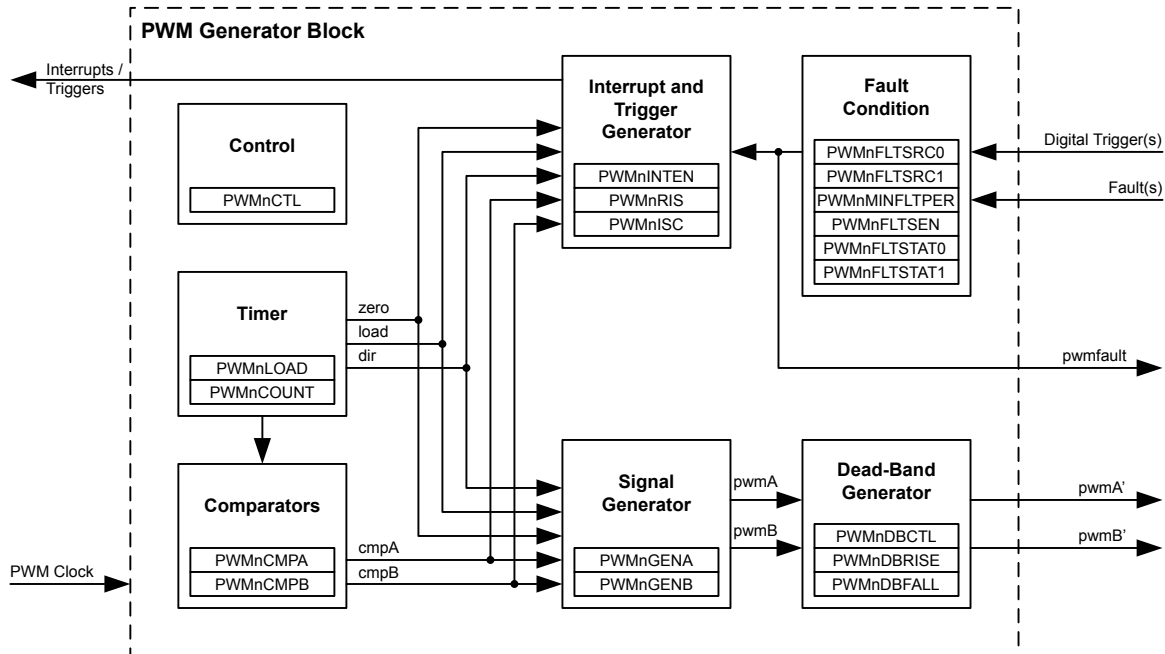 PWM Generator Block
Interrupts /
Triggers
Control
PWMnCTL
Interrupt and
Trigger
Generator
PWMnINTEN
PWMnRIS
PWMnISC
Fault
Condition
PWMnFLTSRC0
PWMnFLTSRC1
PWMnMINFLTPER
PWMnFLTSEN
PWMnFLTSTAT0
PWMnFLTSTAT1
Digital Trigger(s)
Fault(s)
Timer
PWMnLOAD
PWMnCOUNT
zero
load
dir
pwmfault
Comparators
PWMnCMPA
PWMnCMPB
cmpA
cmpB
PWM Clock
Signal
Generator
PWMnGENA
PWMnGENB
pwmA
pwmB
Dead-Band
Generator
PWMnDBCTL
PWMnDBRISE
PWMnDBFALL
pwmA’
pwmB’